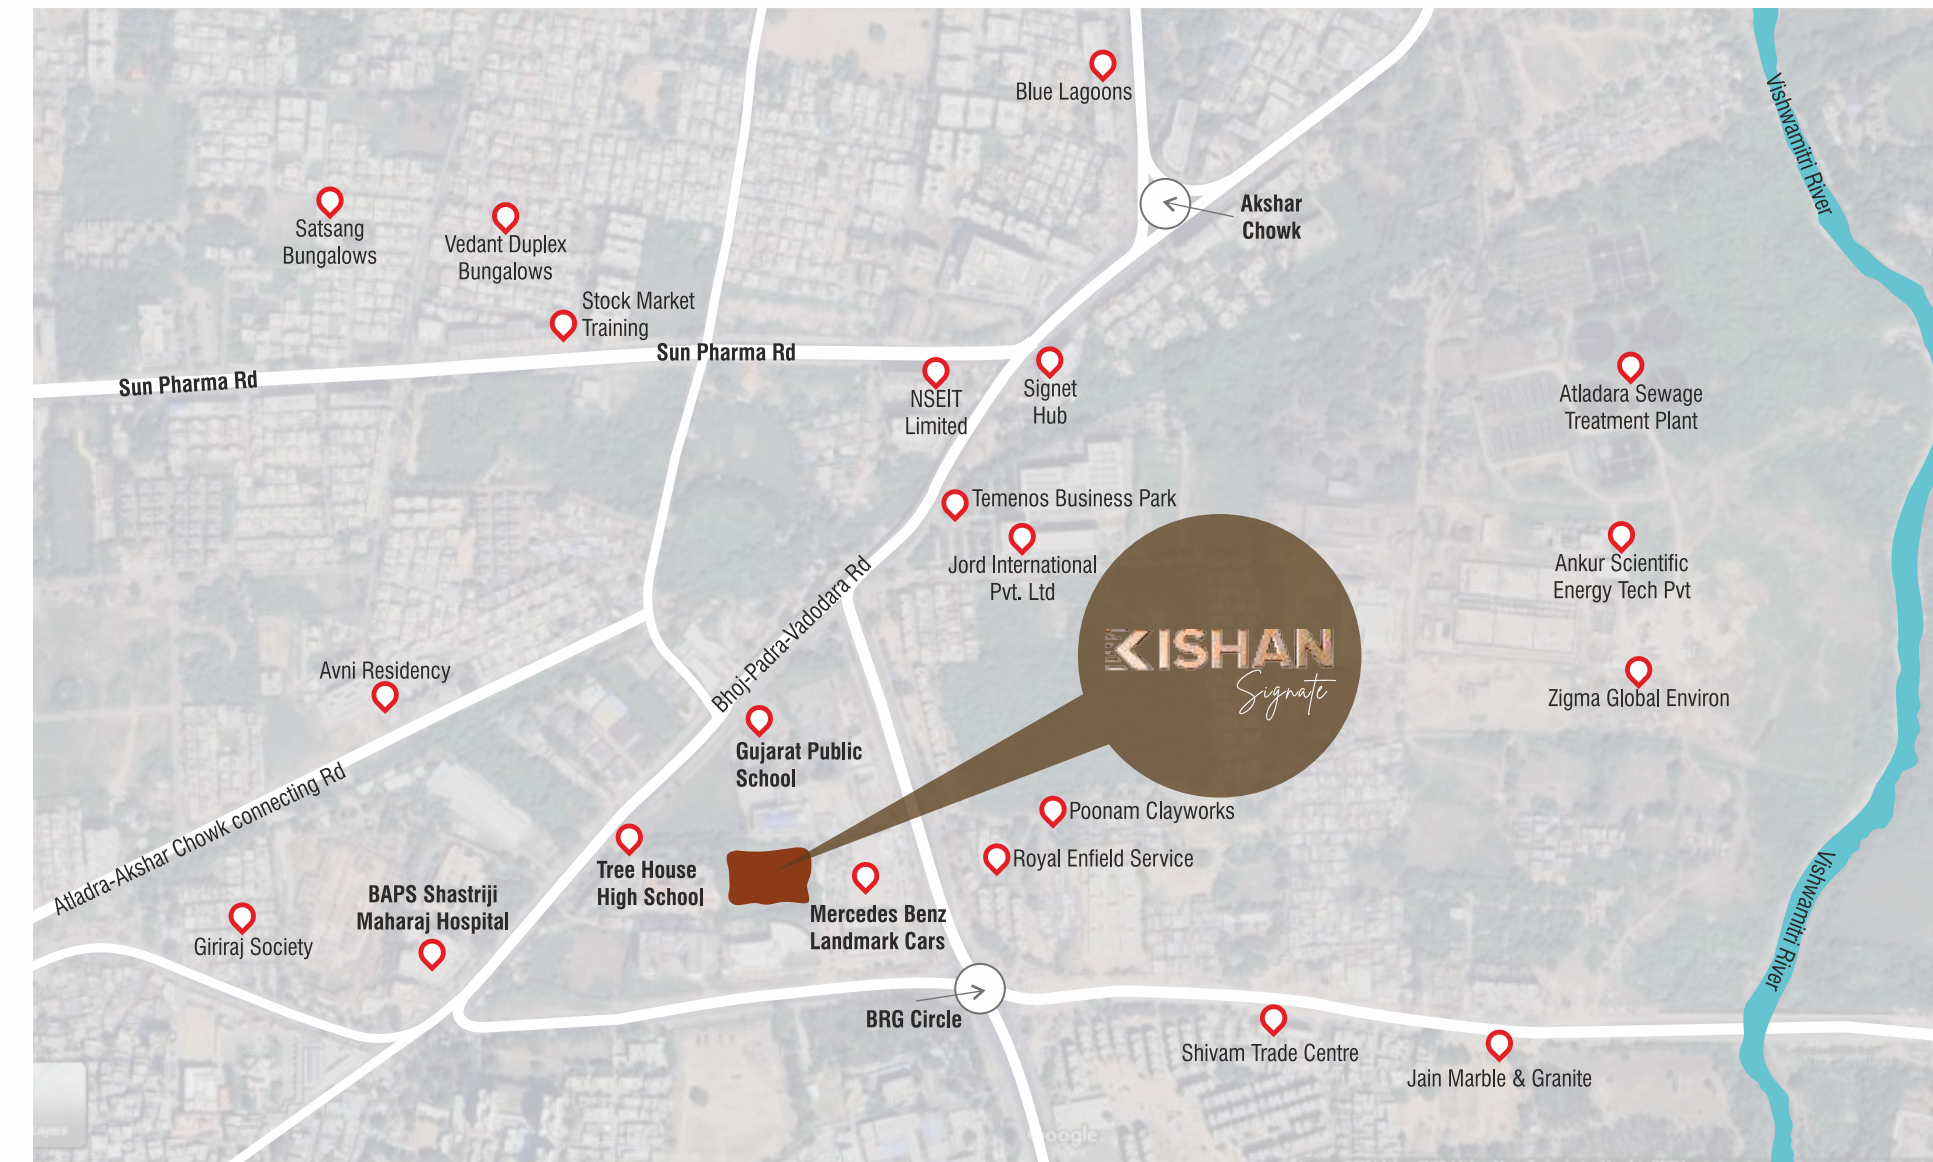 Blue Lagoons
Vishwamitri River
Akshar
Chowk
Satsang
Bungalows
Vedant Duplex
Bungalows
Stock Market
Training
Sun Pharma Rd
Sun Pharma Rd
NSEIT
Limited
Signet
Hub
Atladara Sewage
Treatment Plant
Temenos Business Park
Jord International
Pvt. Ltd
Ankur Scientific
Energy Tech Pvt
Bhoj-Padra-Vadodara Rd
KISHAN
Signate
Avni Residency
Zigma Global Environ
Gujarat Public
School
Atladra-Akshar Chowk connecting Rd
Poonam Clayworks
Royal Enfield Service
Tree House
High School
BAPS Shastriji
Maharaj Hospital
Mercedes Benz
Landmark Cars
Giriraj Society
Vishwamitri River
BRG Circle
Shivam Trade Centre
Jain Marble & Granite
Layers
Google